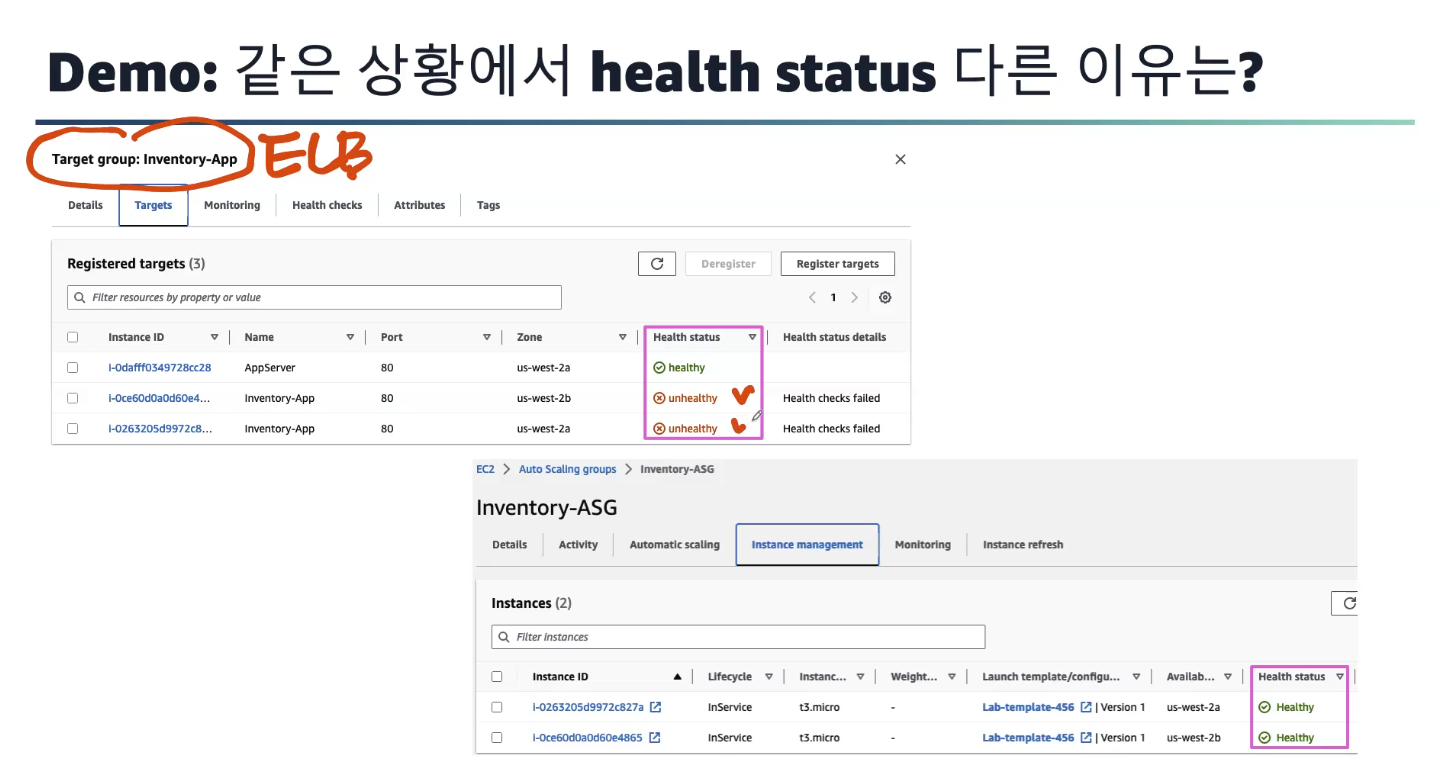 Demo: 같은 상황에서 health status 다른 이유는?
Target group: Inventory-App ELB
Details Targets Monitoring Health checks Attributes Tags
Registered targets (3) Deregister Register targets
Filter resources by property or value 1
Instance ID Name Port Zone Health status Health status details
i-0dafff0349728cc28 AppServer 80 us-west-2a healthy
i-0ce60d0a0d60e4... Inventory-App 80 us-west-2b unhealthy Health checks failed
i-0263205d9972c8... Inventory-App 80 us-west-2a unhealthy Health checks failed
EC2 > Auto Scaling groups > Inventory-ASG
Inventory-ASG
Details Activity Automatic scaling Instance management Monitoring Instance refresh
Instances (2)
Filter instances
Instance ID Lifecycle Instanc... Weight... Launch template/configu... Availab... Health status
i-0263205d9972c827a InService t3.micro - Lab-template-456 | Version 1 us-west-2a Healthy
i-0ce60d0a0d60e4865 InService t3.micro - Lab-template-456 | Version 1 us-west-2b Healthy